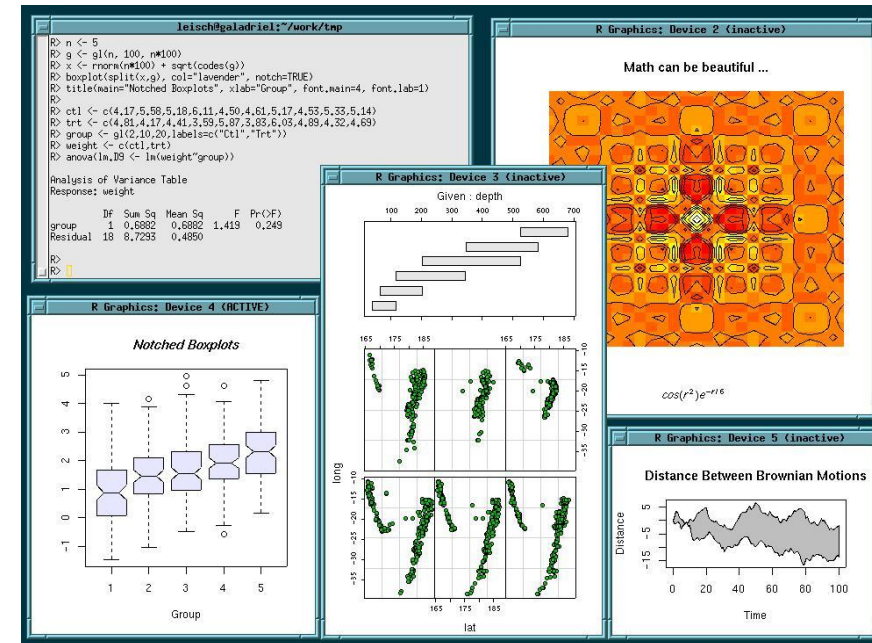 leisch@galadriel:~/work/tmp
R> n <- 5
R> g <- gl(n, 100, n*100)
R> x <- rnorm(n*100) + sqrt(codes(g))
R> boxplot(split(x,g), col="lavender", notch=TRUE)
R> title(main="Notched Boxplots", xlab="Group", font.main=4, font.lab=1)
R>
R> ctl <- c(4.17,5.58,5.18,6.11,4.50,4.61,5.17,4.53,5.33,5.14)
R> trt <- c(4.81,4.17,4.41,3.59,5.87,3.83,6.03,4.89,4.32,4.69)
R> group <- gl(2,10,20,labels=c("Ctl","Trt"))
R> weight <- c(ctl,trt)
R> anova(lm.D9 <- lm(weight~group))
Analysis of Variance Table
Response: weight
Df Sum Sq Mean Sq F Pr(>F)
group 1 0.6882 0.6882 1.419 0.249
Residual 18 8.7293 0.4850
R>
R>
R Graphics: Device 2 (inactive)
Math can be beautiful ...
cos(r²)e⁻ʳ/⁶
R Graphics: Device 3 (inactive)
Given : depth
100 200 300 400 500 600 700
165 175 185 165 175 185
-10
-15
-20
-25
-30
-35
long
-10
-15
-20
-25
-30
-35
165 175 185
lat
R Graphics: Device 4 (ACTIVE)
Notched Boxplots
5
4
3
2
1
0
-1
1 2 3 4 5
Group
R Graphics: Device 5 (inactive)
Distance Between Brownian Motions
Distance
5
-5
-15
0 20 40 60 80 100
Time